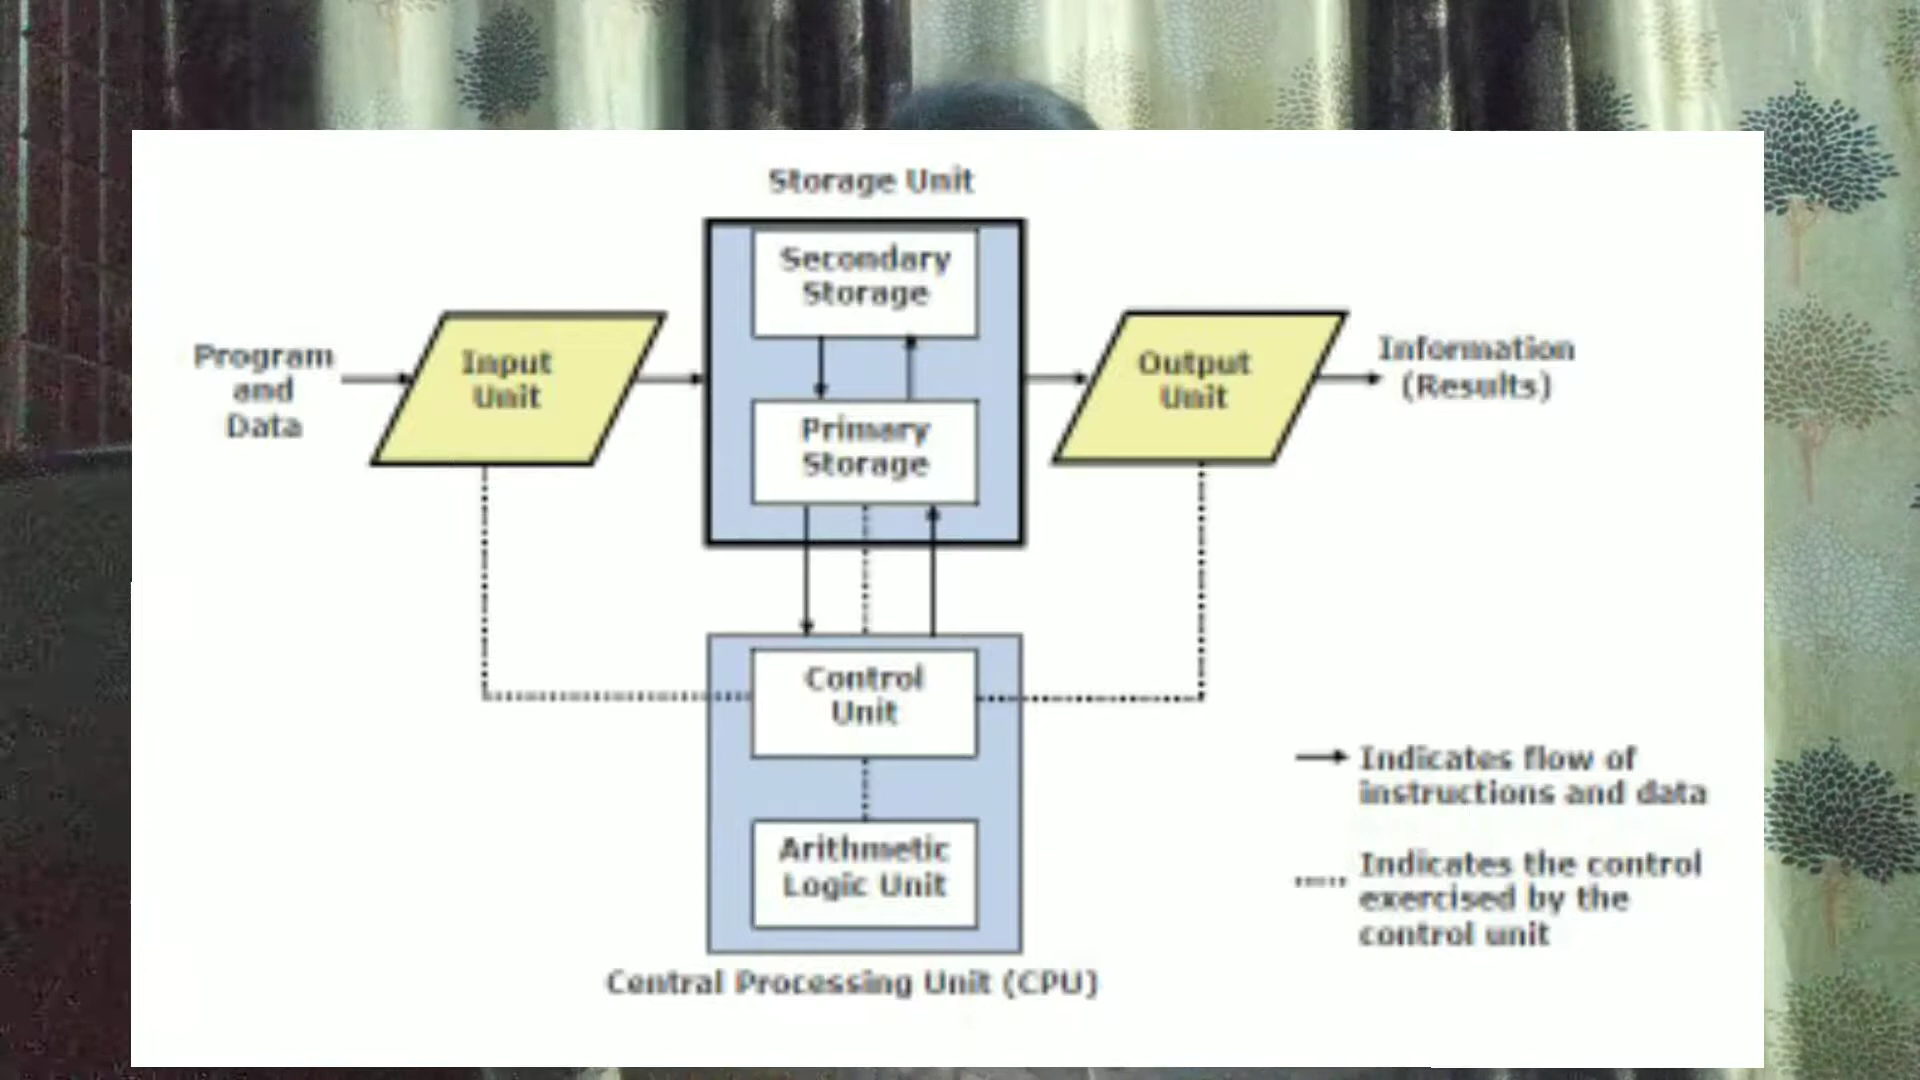 Storage Unit
Secondary
Storage
Program
and
Data
Input
Unit
Primary
Storage
Output
Unit
Information
(Results)
Control
Unit
Arithmetic
Logic Unit
Central Processing Unit (CPU)
Indicates flow of
instructions and data
Indicates the control
exercised by the
control unit